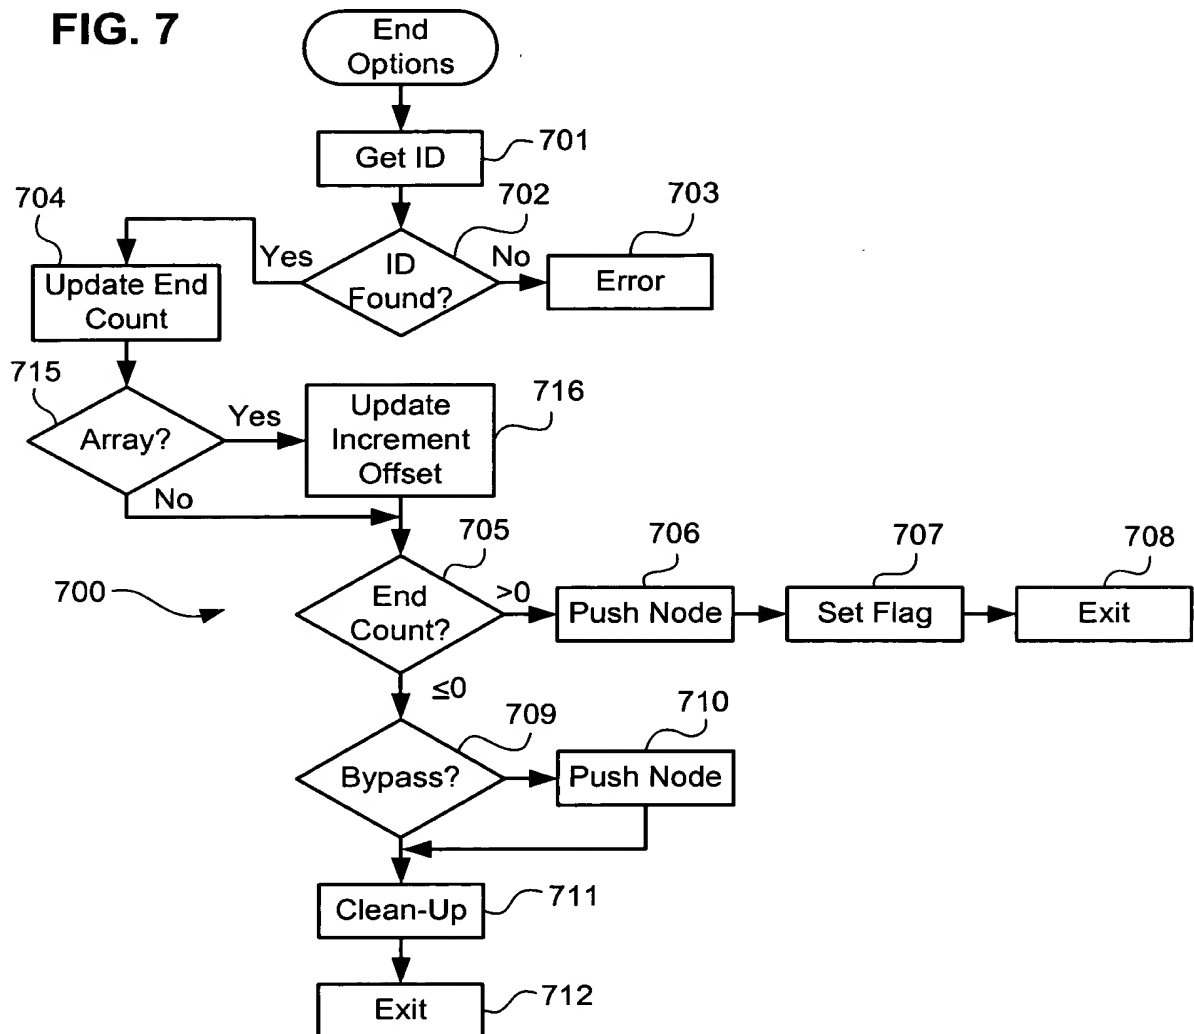 FIG. 7
End
Options
701
Get ID
704
702
703
Yes
ID
Found?
No
Error
Update End
Count
715
Array?
Yes
Update
Increment
Offset
716
No
705
706
707
708
700
End
Count?
>0
Push Node
Set Flag
Exit
≤0
709
710
Bypass?
Push Node
Clean-Up
711
Exit
712